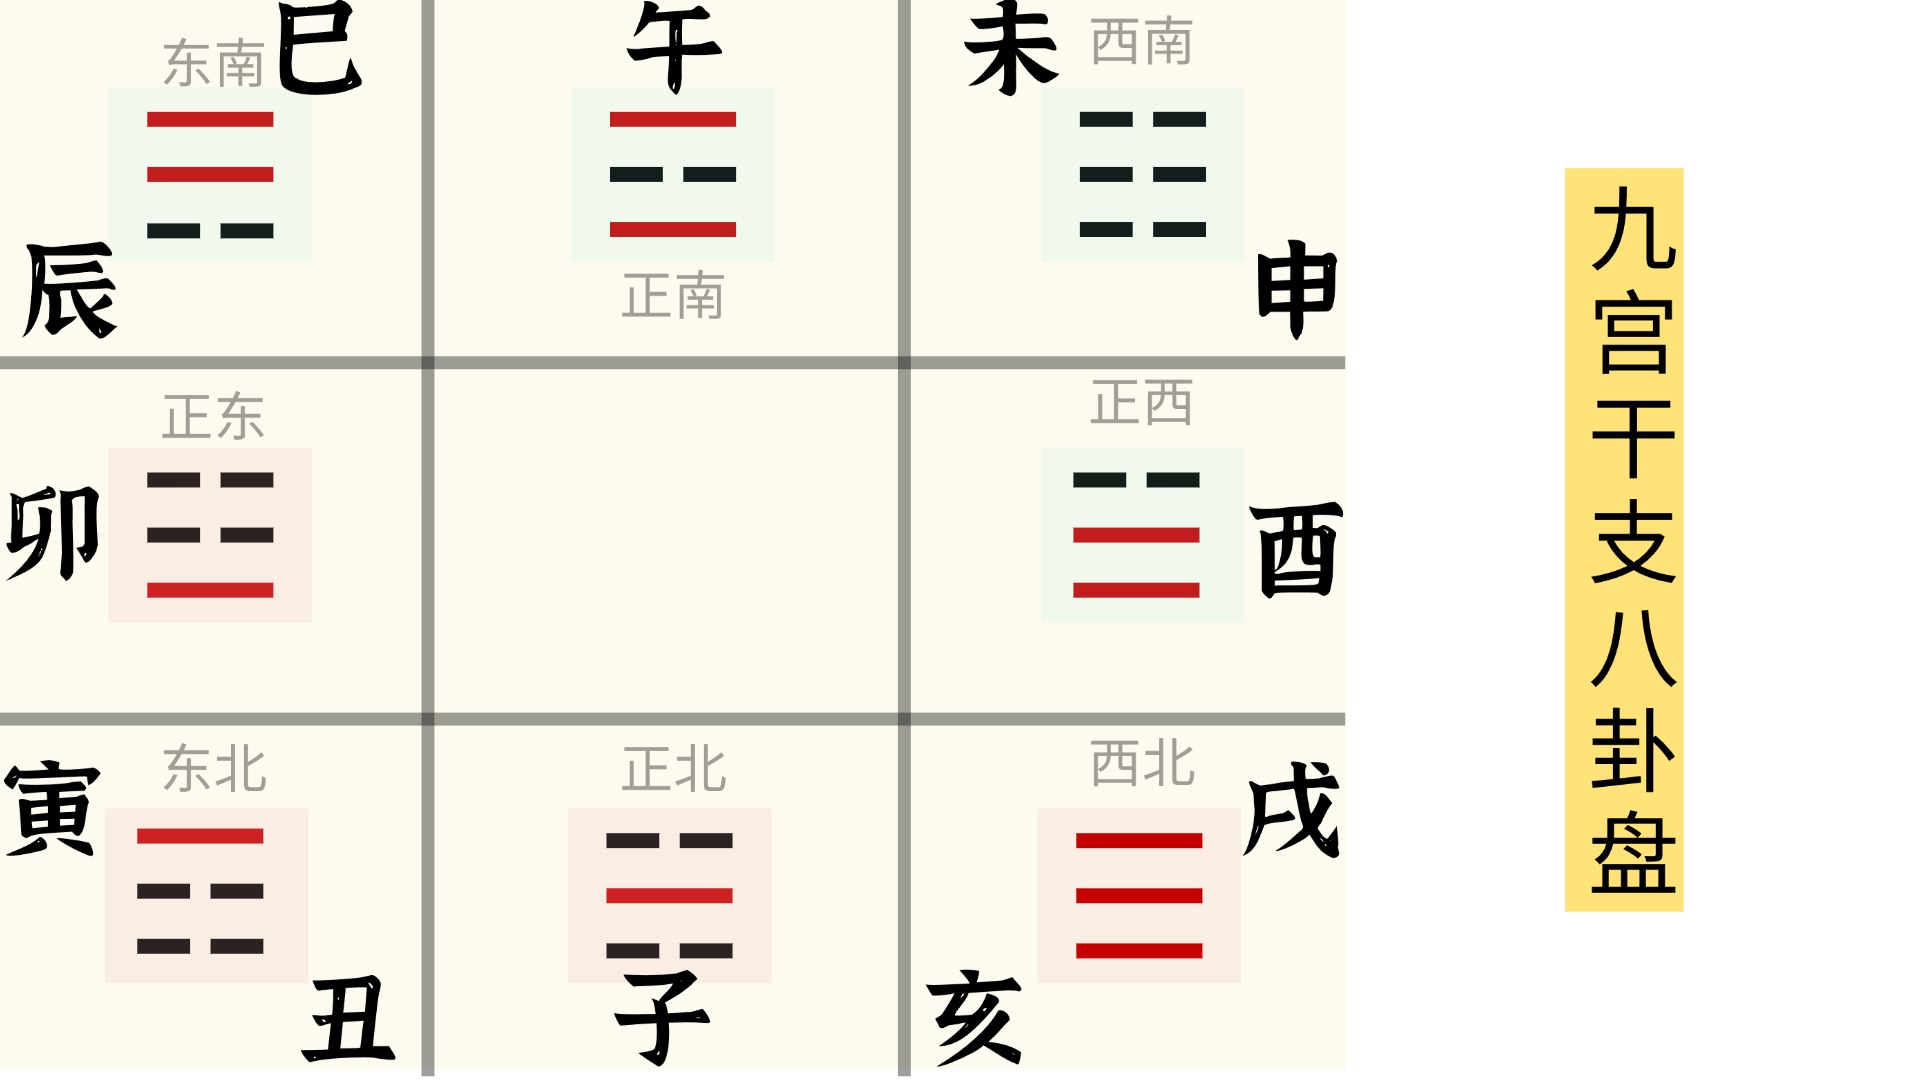 东南
巳
午
未
西南
辰
正南
申
正东
正西
卯
酉
东北
正北
西北
寅
戌
丑
子
亥
九宫干支八卦盘